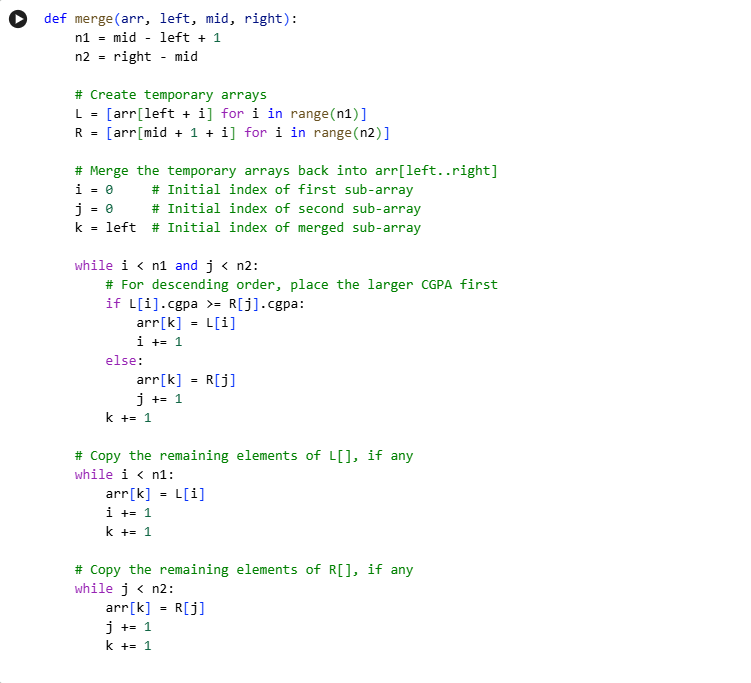 def merge(arr, left, mid, right):
    n1 = mid - left + 1
    n2 = right - mid

    # Create temporary arrays
    L = [arr[left + i] for i in range(n1)]
    R = [arr[mid + 1 + i] for i in range(n2)]

    # Merge the temporary arrays back into arr[left..right]
    i = 0     # Initial index of first sub-array
    j = 0     # Initial index of second sub-array
    k = left  # Initial index of merged sub-array

    while i < n1 and j < n2:
        # For descending order, place the larger CGPA first
        if L[i].cgpa >= R[j].cgpa:
            arr[k] = L[i]
            i += 1
        else:
            arr[k] = R[j]
            j += 1
        k += 1

    # Copy the remaining elements of L[], if any
    while i < n1:
        arr[k] = L[i]
        i += 1
        k += 1

    # Copy the remaining elements of R[], if any
    while j < n2:
        arr[k] = R[j]
        j += 1
        k += 1